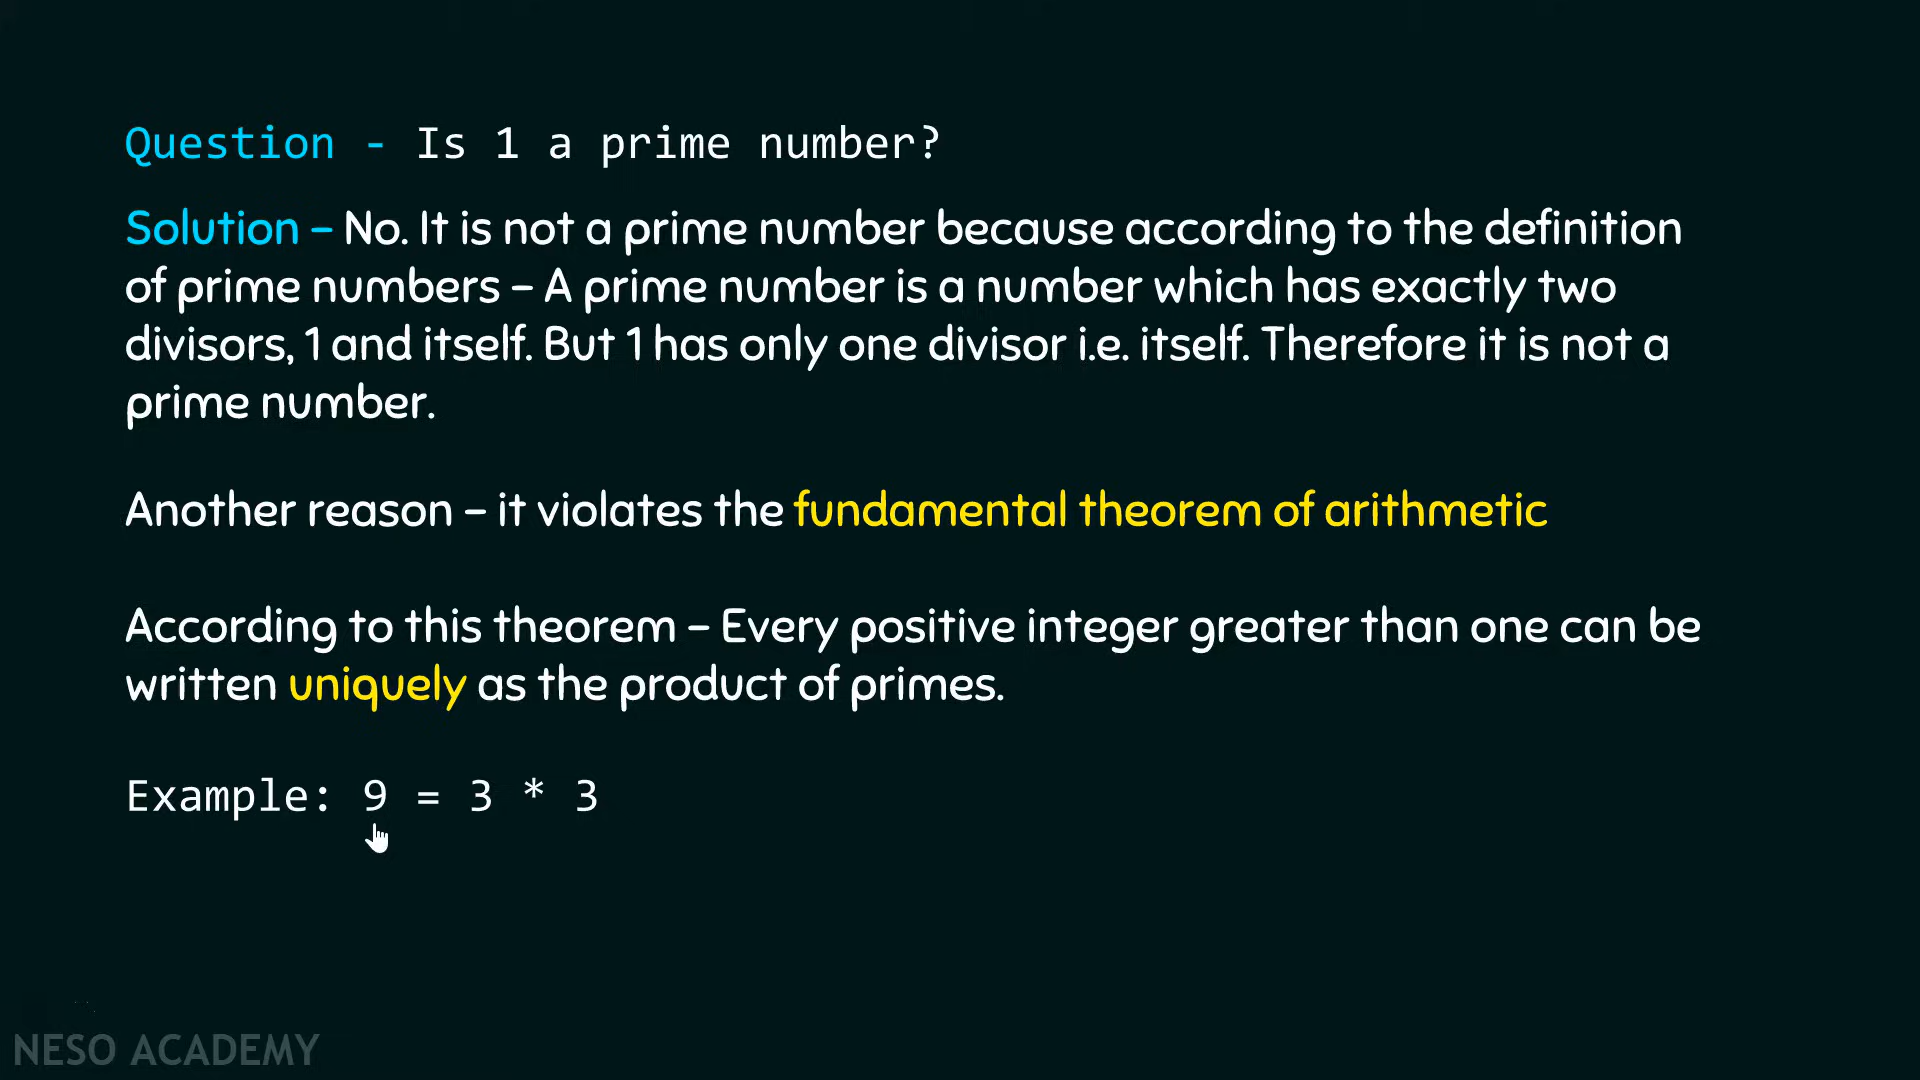 Question - Is 1 a prime number?
Solution – No. It is not a prime number because according to the definition
of prime numbers – A prime number is a number which has exactly two
divisors, 1 and itself. But 1 has only one divisor i.e. itself. Therefore it is not a
prime number.
Another reason – it violates the fundamental theorem of arithmetic
According to this theorem – Every positive integer greater than one can be
written uniquely as the product of primes.
Example: 9 = 3 * 3
NESO ACADEMY